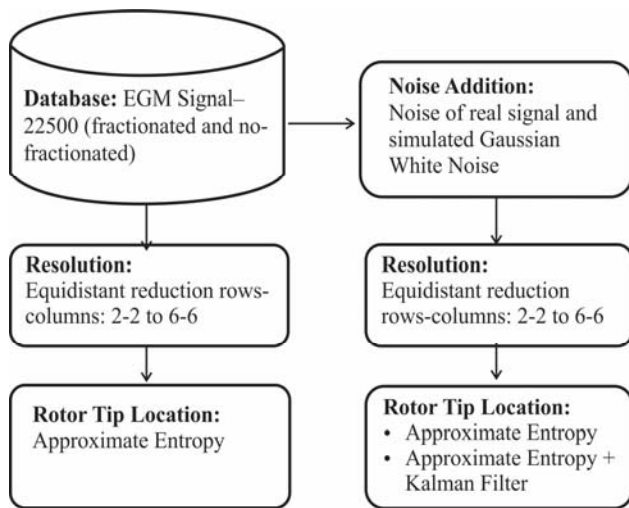 Database: EGM Signal–
22500 (fractionated and no-
fractionated)
Noise Addition:
Noise of real signal and
simulated Gaussian
White Noise
Resolution:
Equidistant reduction rows-
columns: 2-2 to 6-6
Resolution:
Equidistant reduction
rows-columns: 2-2 to 6-6
Rotor Tip Location:
Approximate Entropy
Rotor Tip Location:
• Approximate Entropy
• Approximate Entropy +
Kalman Filter